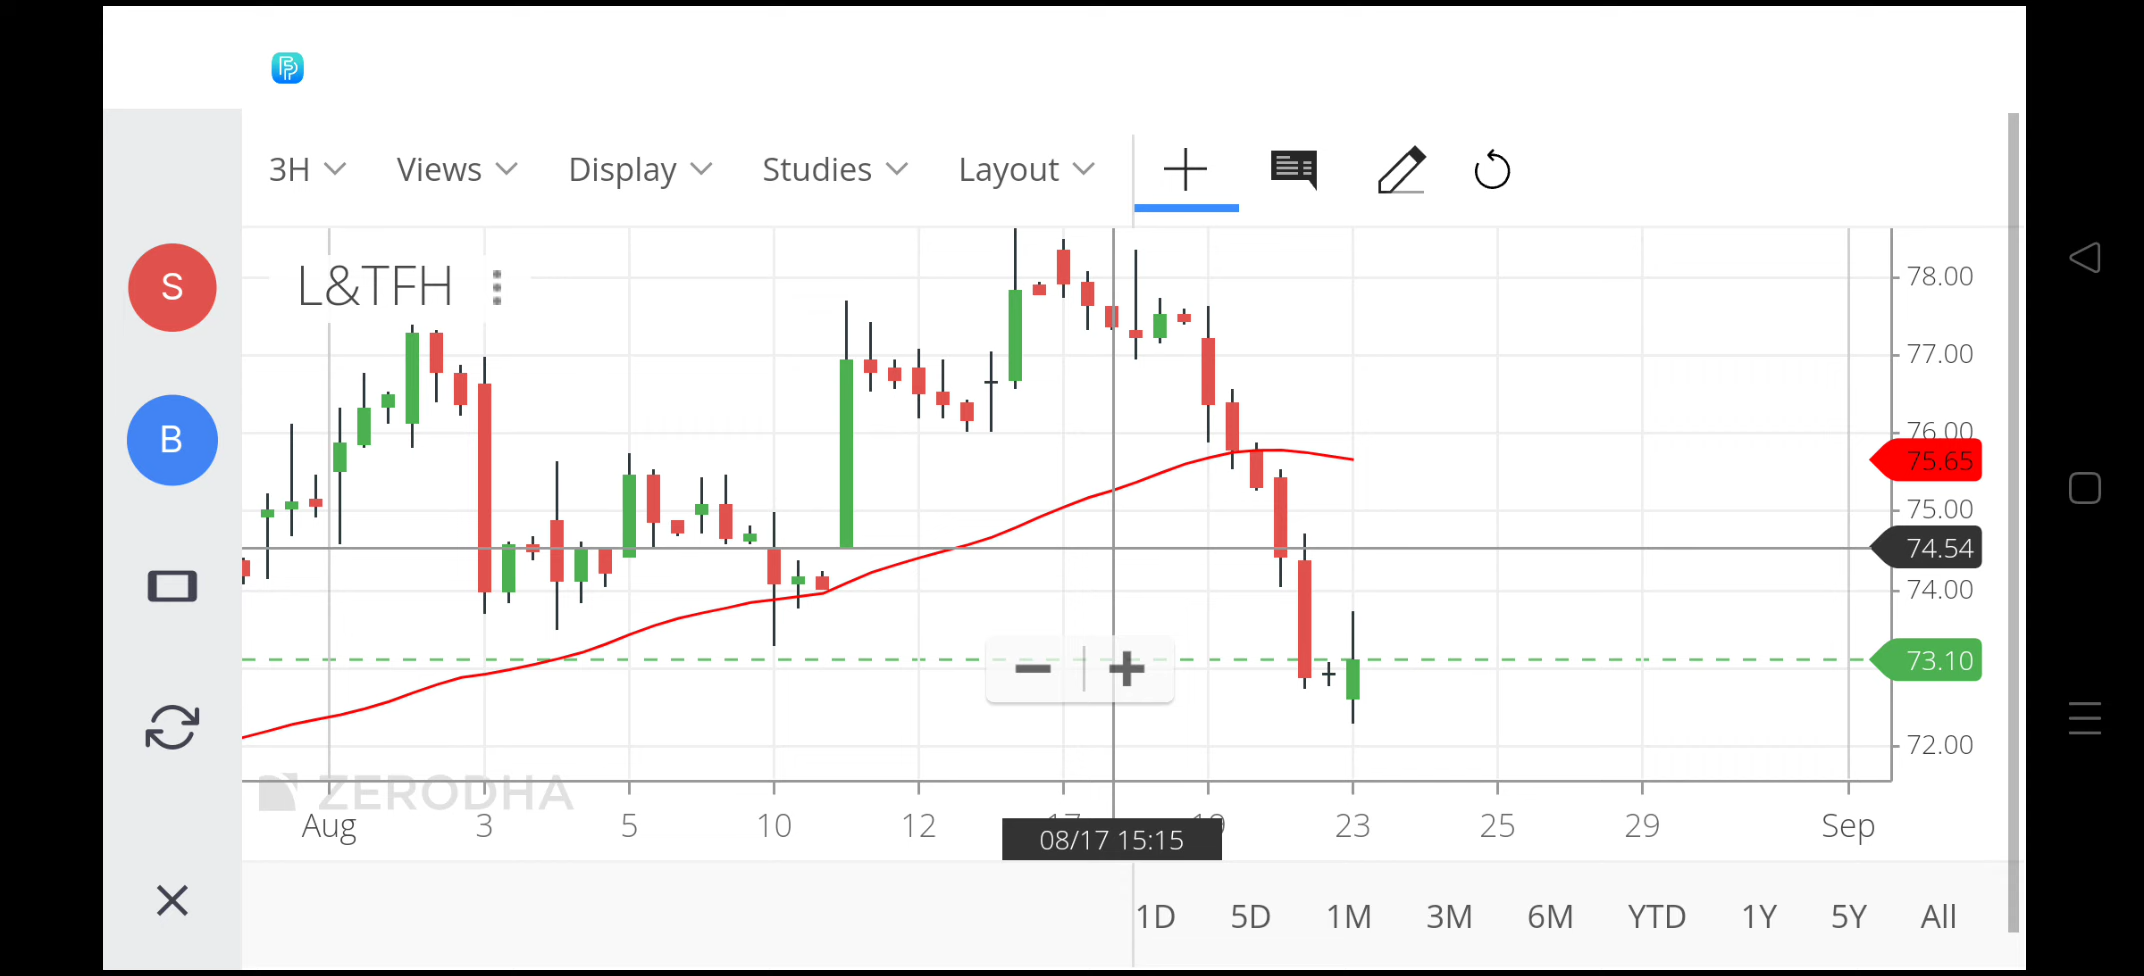 3H Views Display Studies Layout
L&TFH
S
B
78.00
77.00
76.00
75.65
75.00
74.54
74.00
73.10
72.00
ZERODHA
Aug 3 5 10 12 17 19 23 25 29 Sep
08/17 15:15
1D 5D 1M 3M 6M YTD 1Y 5Y All